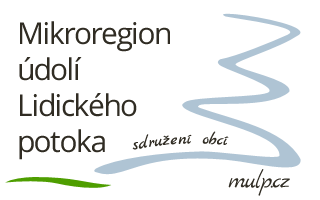 Mikroregion
údolí
Lidického
potoka
sdružení obcí
mulp.cz